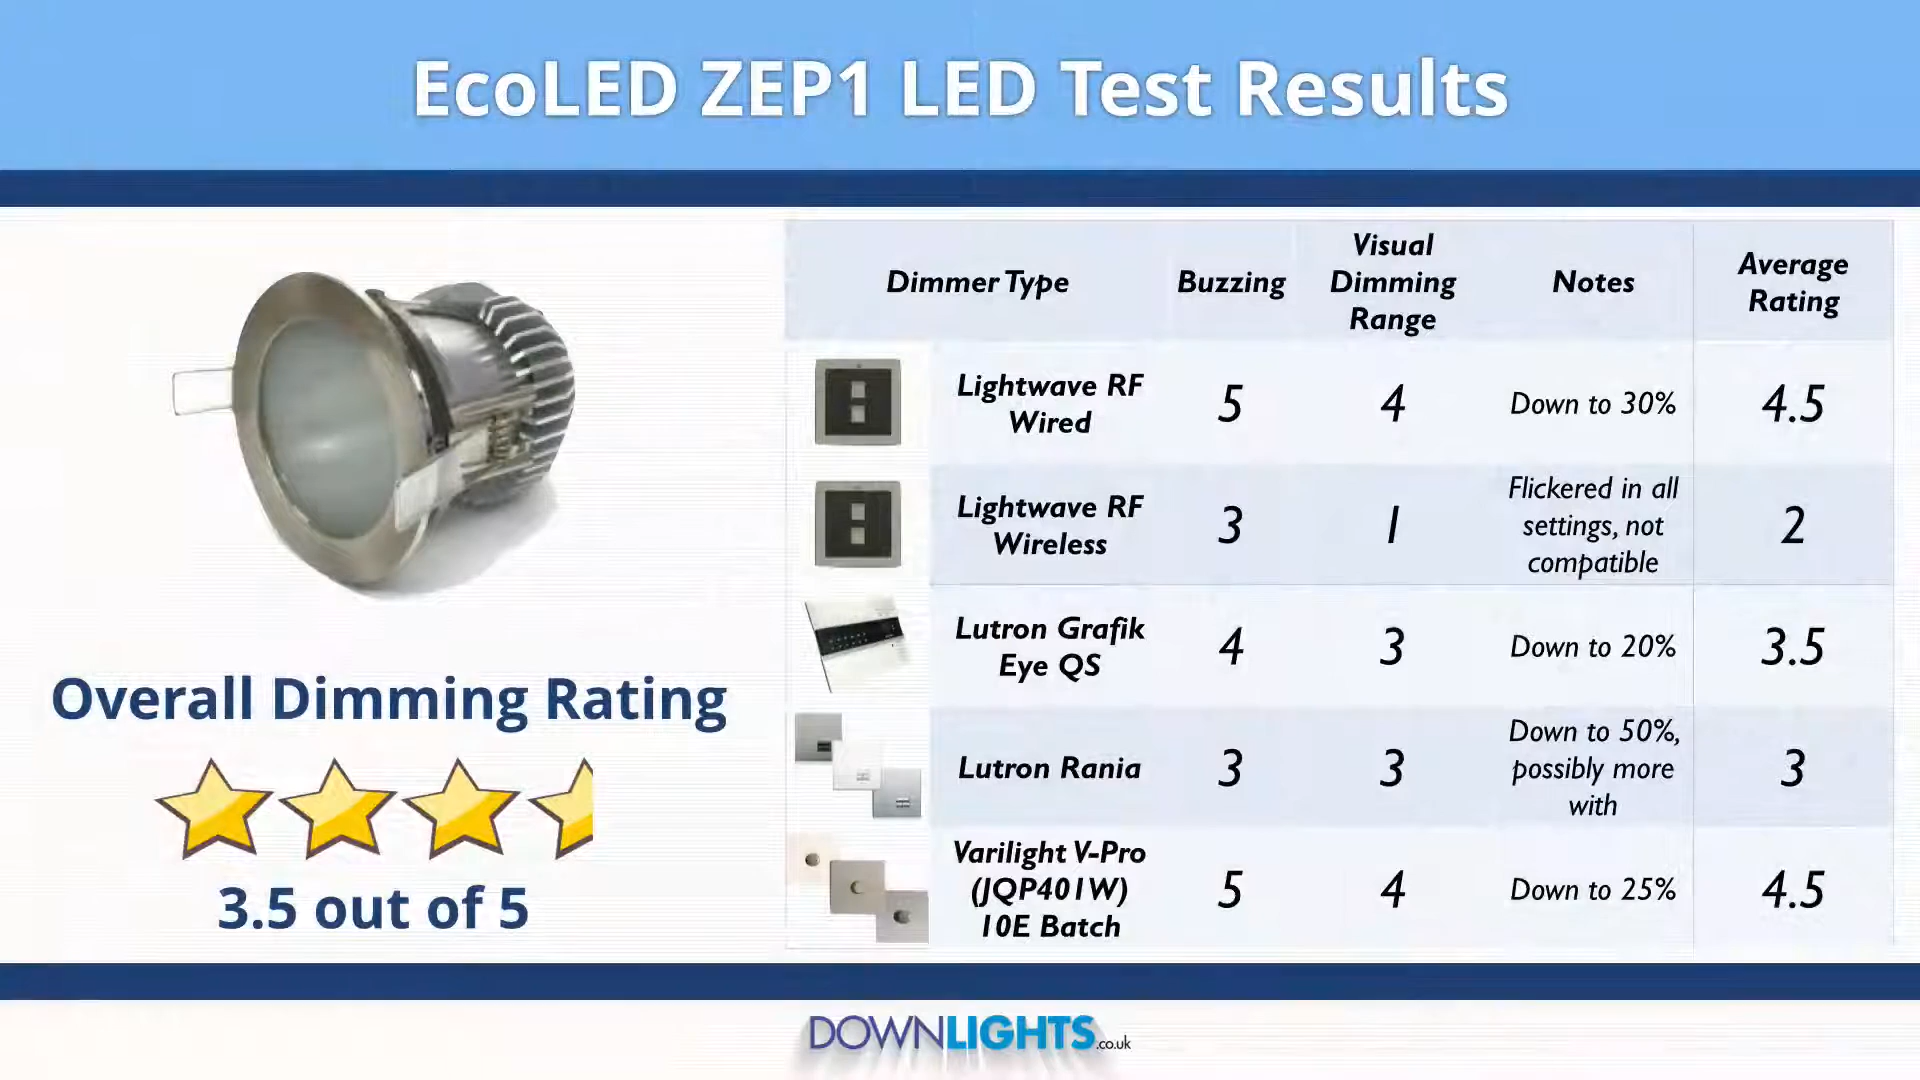 EcoLED ZEP1 LED Test Results
Dimmer Type
Buzzing
Visual
Dimming
Range
Notes
Average
Rating
Lightwave RF
Wired
5
4
Down to 30%
4.5
Lightwave RF
Wireless
3
1
Flickered in all
settings, not
compatible
2
Lutron Grafik
Eye QS
4
3
Down to 20%
3.5
Lutron Rania
3
3
Down to 50%,
possibly more
with
3
Varilight V-Pro
(JQP401W)
10E Batch
5
4
Down to 25%
4.5
Overall Dimming Rating
3.5 out of 5
DOWNLIGHTS.co.uk